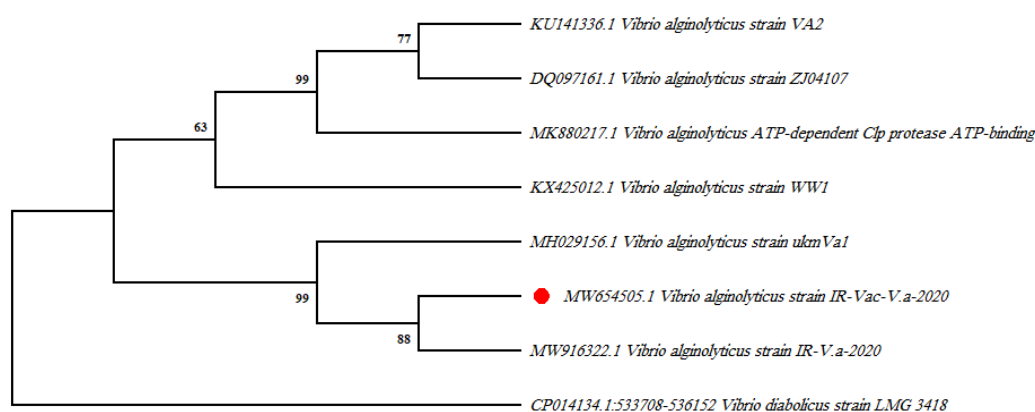 KU141336.1 Vibrio alginolyticus strain VA2
77
DQ097161.1 Vibrio alginolyticus strain ZJ04107
99
MK880217.1 Vibrio alginolyticus ATP-dependent Clp protease ATP-binding
63
KX425012.1 Vibrio alginolyticus strain WW1
MH029156.1 Vibrio alginolyticus strain ukmVa1
99
MW654505.1 Vibrio alginolyticus strain IR-Vac-V.a-2020
88
MW916322.1 Vibrio alginolyticus strain IR-V.a-2020
CP014134.1:533708-536152 Vibrio diabolicus strain LMG 3418